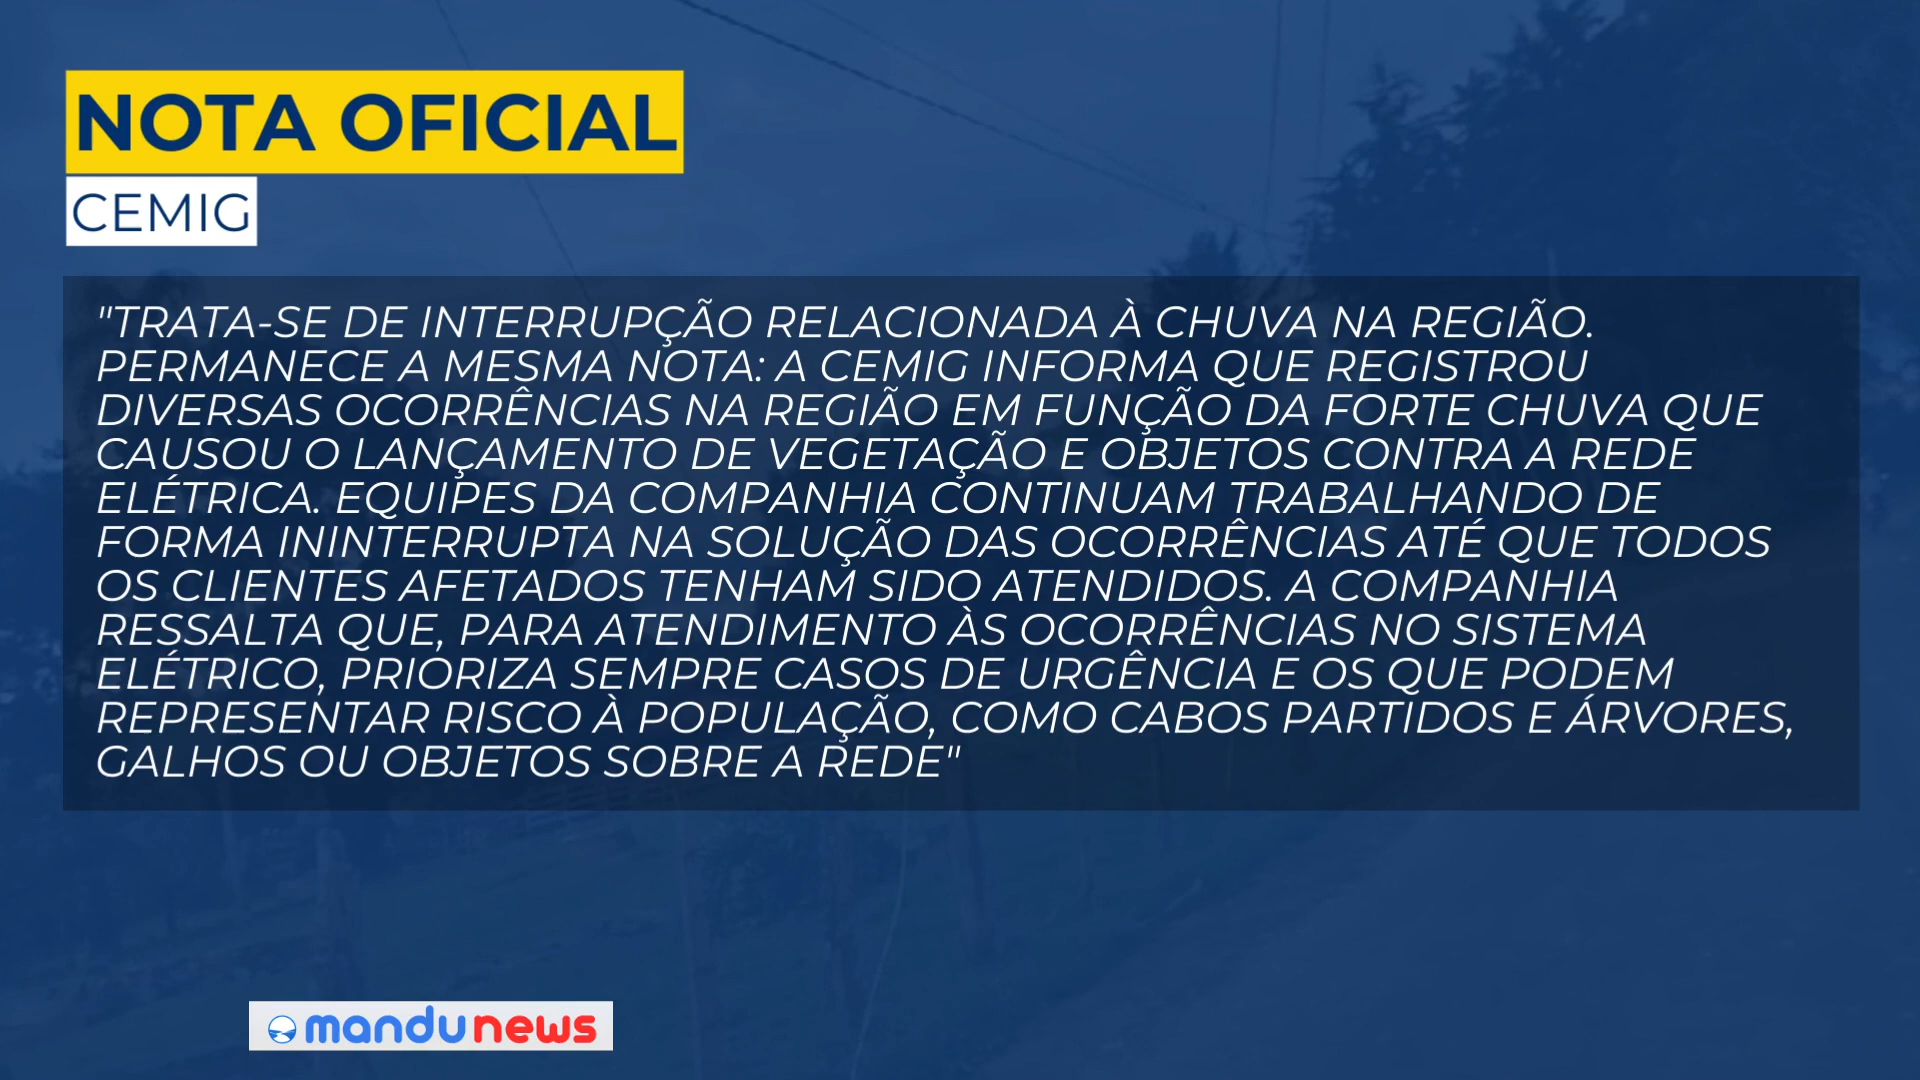 NOTA OFICIAL
CEMIG
"TRATA-SE DE INTERRUPÇÃO RELACIONADA À CHUVA NA REGIÃO.
PERMANECE A MESMA NOTA: A CEMIG INFORMA QUE REGISTROU
DIVERSAS OCORRÊNCIAS NA REGIÃO EM FUNÇÃO DA FORTE CHUVA QUE
CAUSOU O LANÇAMENTO DE VEGETAÇÃO E OBJETOS CONTRA A REDE
ELÉTRICA. EQUIPES DA COMPANHIA CONTINUAM TRABALHANDO DE
FORMA ININTERRUPTA NA SOLUÇÃO DAS OCORRÊNCIAS ATÉ QUE TODOS
OS CLIENTES AFETADOS TENHAM SIDO ATENDIDOS. A COMPANHIA
RESSALTA QUE, PARA ATENDIMENTO ÀS OCORRÊNCIAS NO SISTEMA
ELÉTRICO, PRIORIZA SEMPRE CASOS DE URGÊNCIA E OS QUE PODEM
REPRESENTAR RISCO À POPULAÇÃO, COMO CABOS PARTIDOS E ÁRVORES,
GALHOS OU OBJETOS SOBRE A REDE"
mandu news